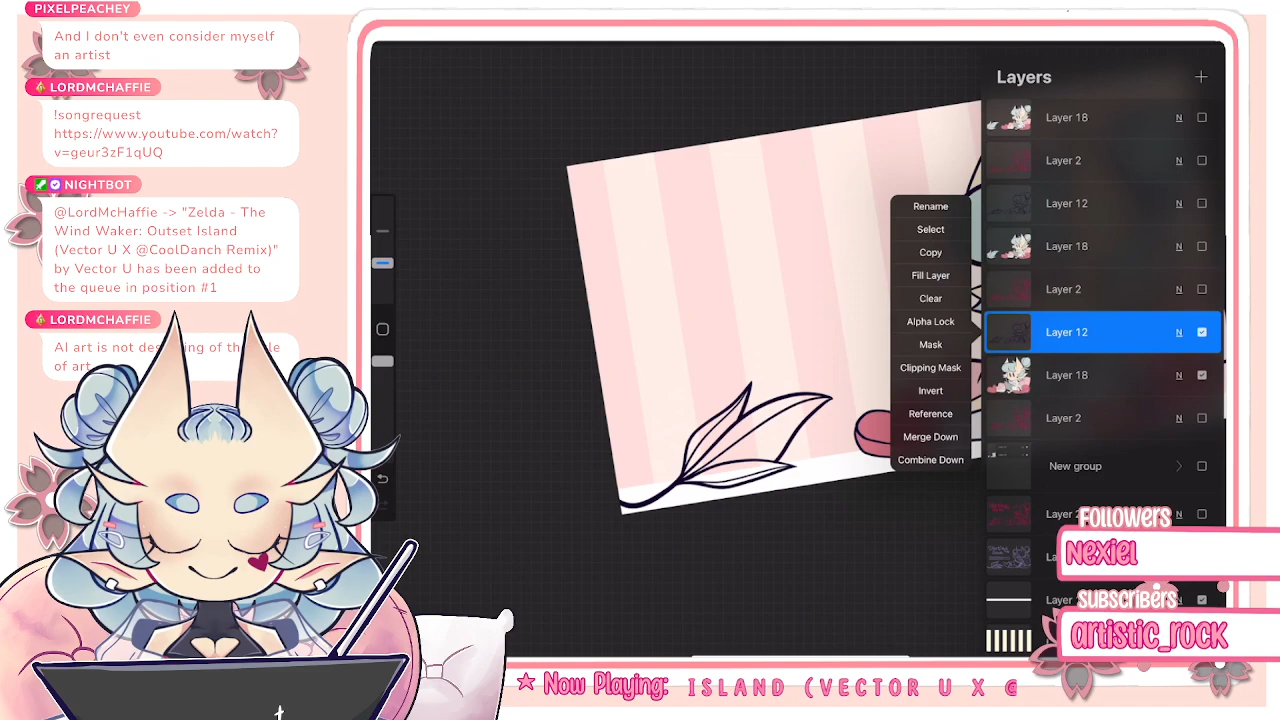 PIXELPEACHEY
And I don't even consider myself
an artist
LORDMCHAFFIE
!songrequest
https://www.youtube.com/watch?
v=geur3zF1qUQ
NIGHTBOT
@LordMcHaffie -> "Zelda - The
Wind Waker: Outset Island
(Vector U X @CoolDanch Remix)"
by Vector U has been added to
the queue in position #1
LORDMCHAFFIE
AI art is not
of art
Layers
Layer 18 N
Layer 2 N
Layer 12 N
Layer 18 N
Layer 2 N
Layer 12 N
Layer 18 N
Layer 2 N
New group
Layer N
Layer N
Rename
Select
Copy
Fill Layer
Clear
Alpha Lock
Mask
Clipping Mask
Invert
Reference
Merge Down
Combine Down
Followers
Nexiel
Subscribers
artistic_rock
Now Playing: ISLAND (VECTOR U X